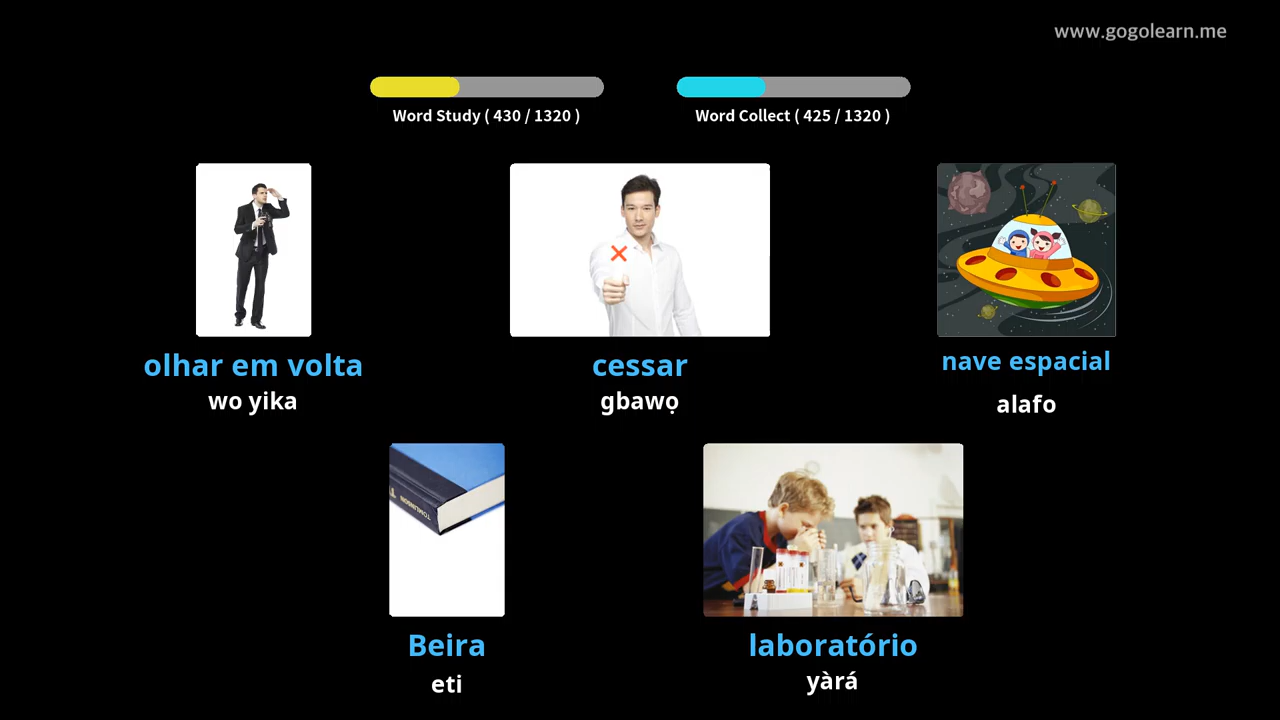 www.gogolearn.me
Word Study ( 430 / 1320 )
Word Collect ( 425 / 1320 )
olhar em volta
wo yika
cessar
gbawọ
nave espacial
alafo
TOMLINSON
Beira
eti
laboratório
yàrá